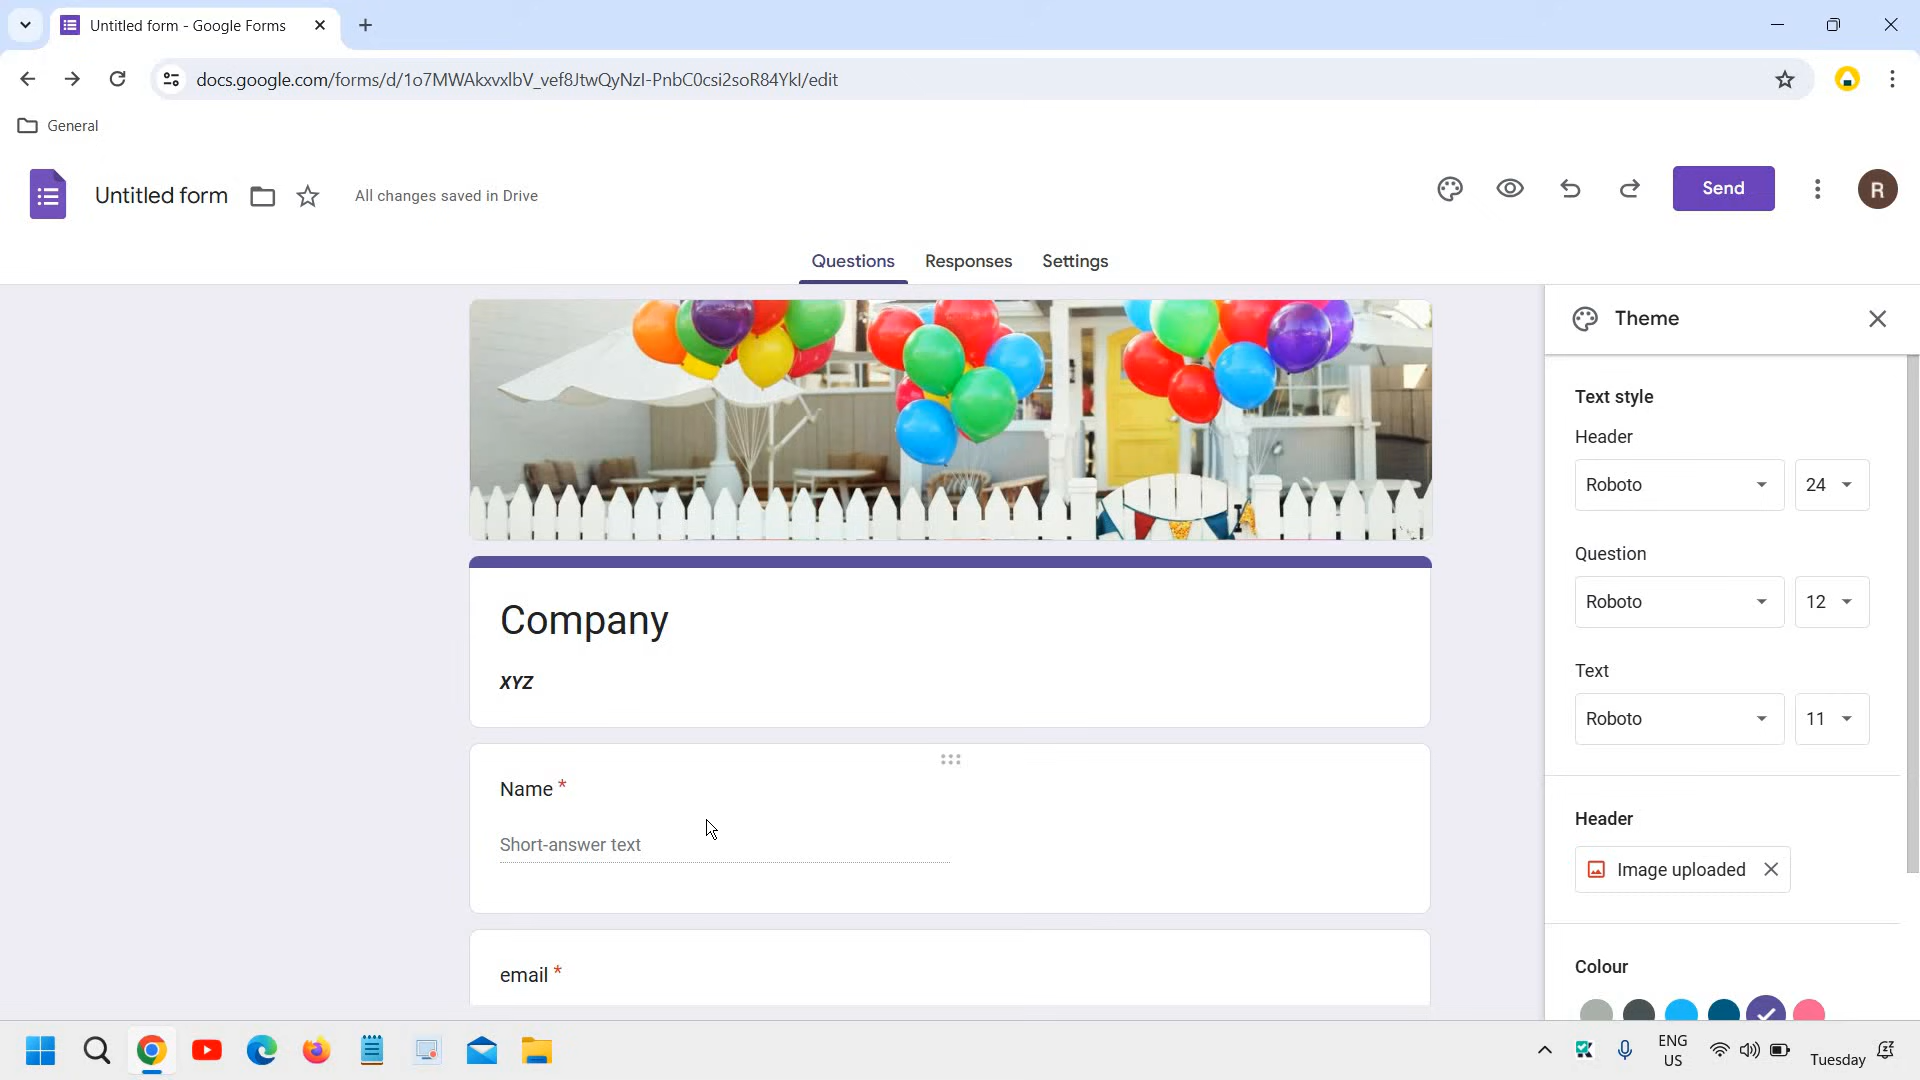 Untitled form - Google Forms
docs.google.com/forms/d/1o7MWAkxvxlbV_vef8JtwQyNzI-PnbC0csi2soR84YkI/edit
General
Untitled form
All changes saved in Drive
Send
R
Questions Responses Settings
Theme
Text style
Header
Roboto 24
Question
Roboto 12
Text
Roboto 11
Header
Image uploaded
Colour
Company
XYZ
Name *
Short-answer text
email *
ENG
US
Tuesday